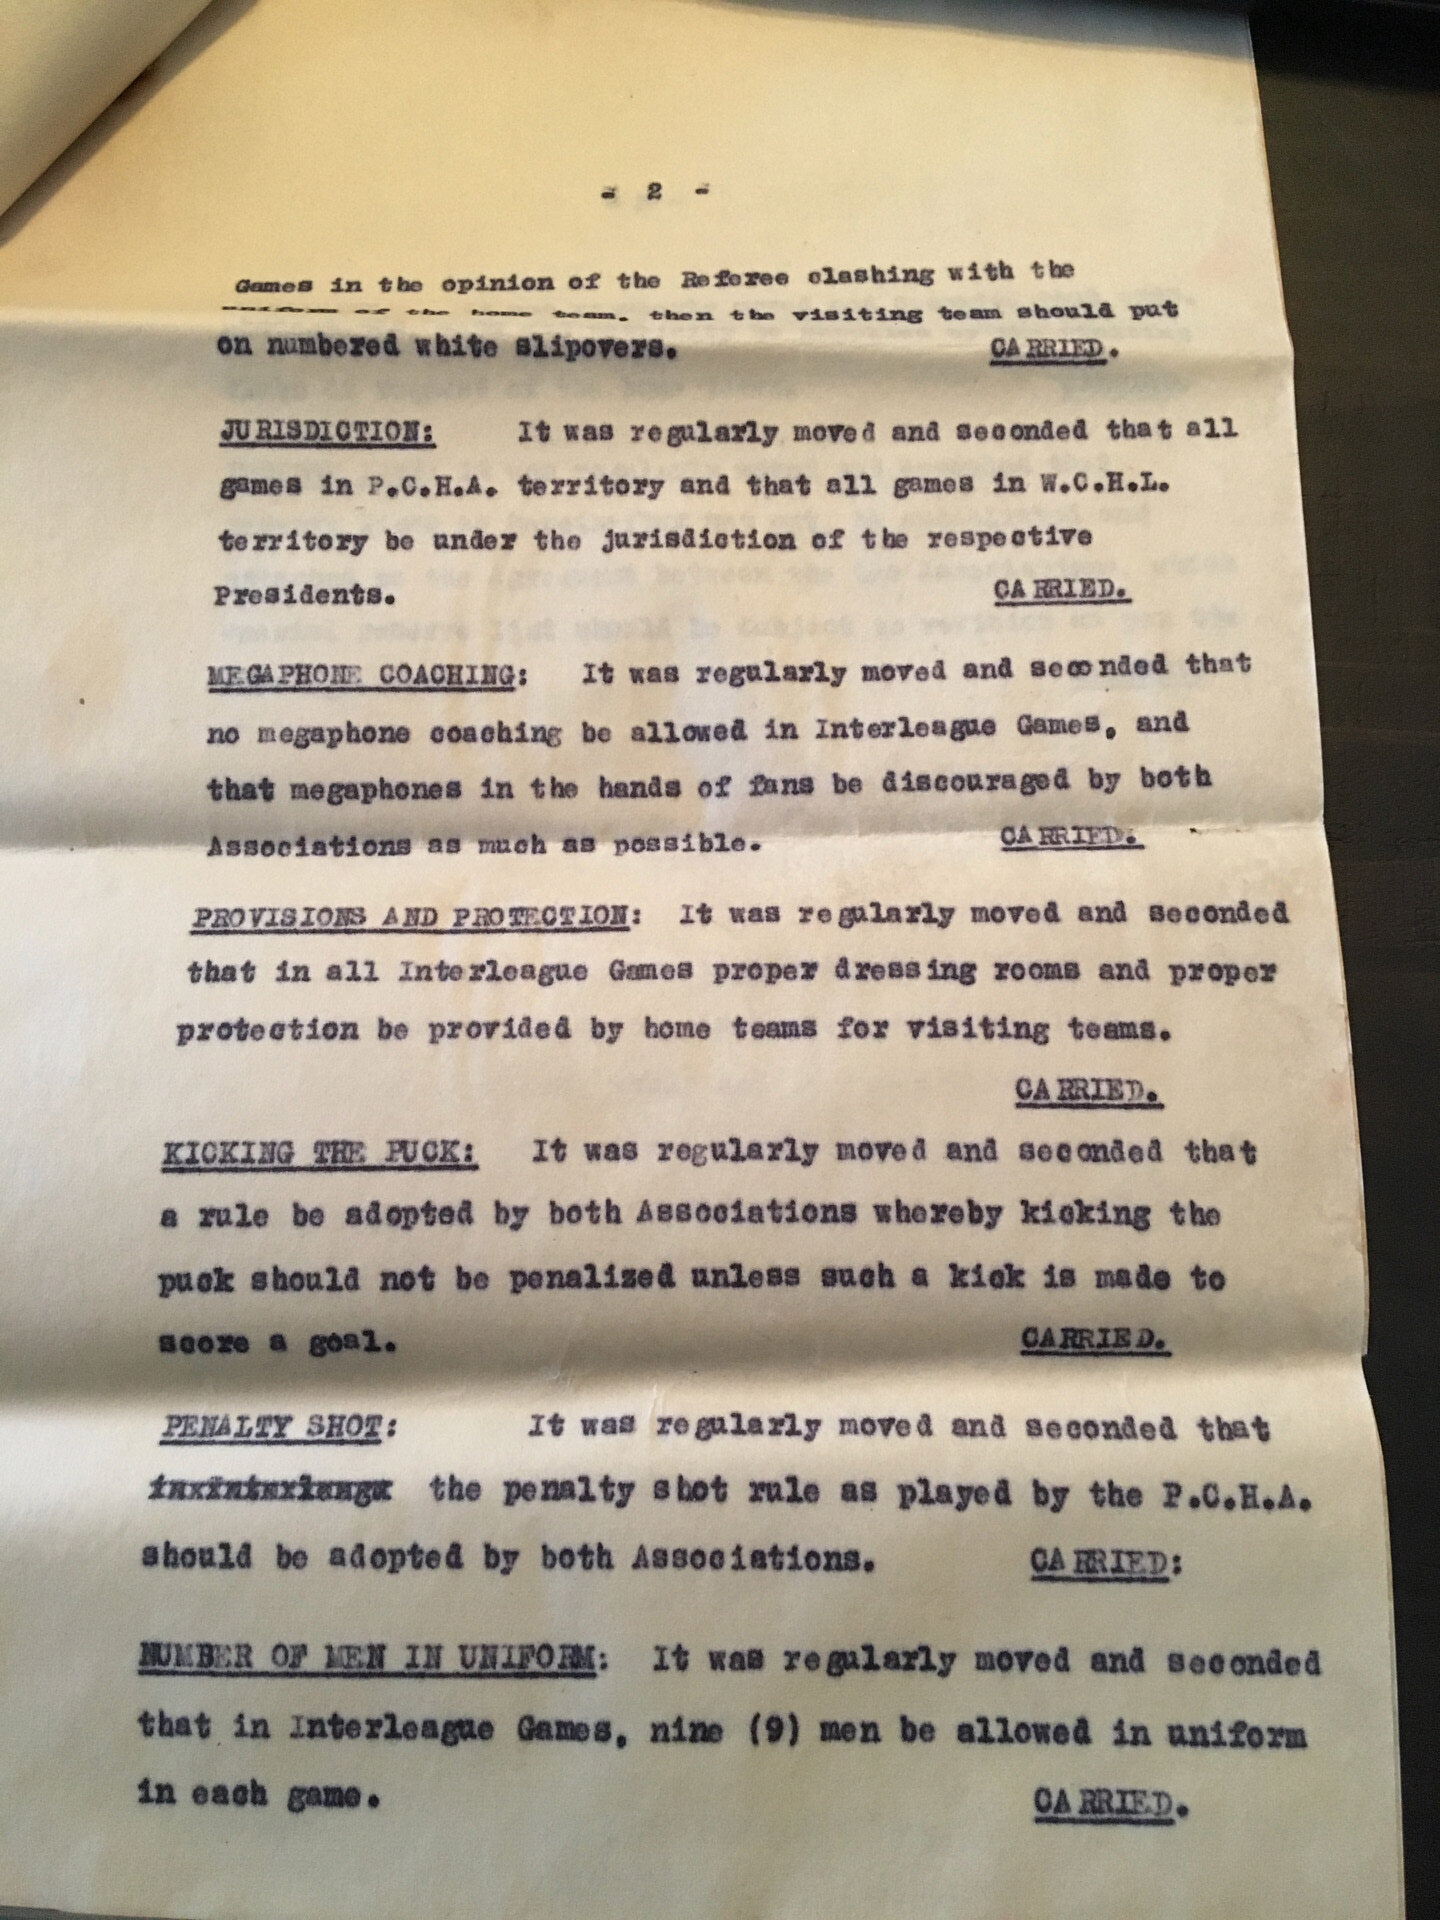 - 2 -
Games in the opinion of the Referee clashing with the
uniform of the home team, then the visiting team should put
on numbered white slipovers. CARRIED.
JURISDICTION: It was regularly moved and seconded that all
games in P.C.H.A. territory and that all games in W.C.H.L.
territory be under the jurisdiction of the respective
Presidents. CARRIED.
MEGAPHONE COACHING: It was regularly moved and seconded that
no megaphone coaching be allowed in Interleague Games, and
that megaphones in the hands of fans be discouraged by both
Associations as much as possible. CARRIED.
PROVISIONS AND PROTECTION: It was regularly moved and seconded
that in all Interleague Games proper dressing rooms and proper
protection be provided by home teams for visiting teams.
CARRIED.
KICKING THE PUCK: It was regularly moved and seconded that
a rule be adopted by both Associations whereby kicking the
puck should not be penalized unless such a kick is made to
score a goal. CARRIED.
PENALTY SHOT: It was regularly moved and seconded that
the penalty shot rule as played by the P.C.H.A.
should be adopted by both Associations. CARRIED:
NUMBER OF MEN IN UNIFORM: It was regularly moved and seconded
that in Interleague Games, nine (9) men be allowed in uniform
in each game. CARRIED.